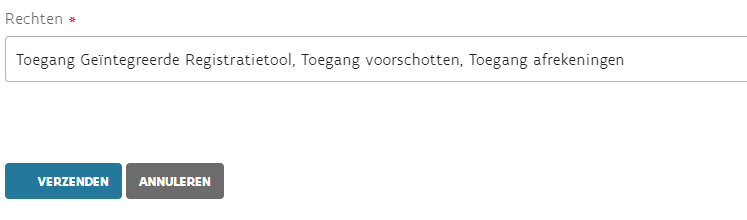 Rechten *
Toegang Geïntegreerde Registratietool, Toegang voorschotten, Toegang afrekeningen
VERZENDEN ANNULEREN